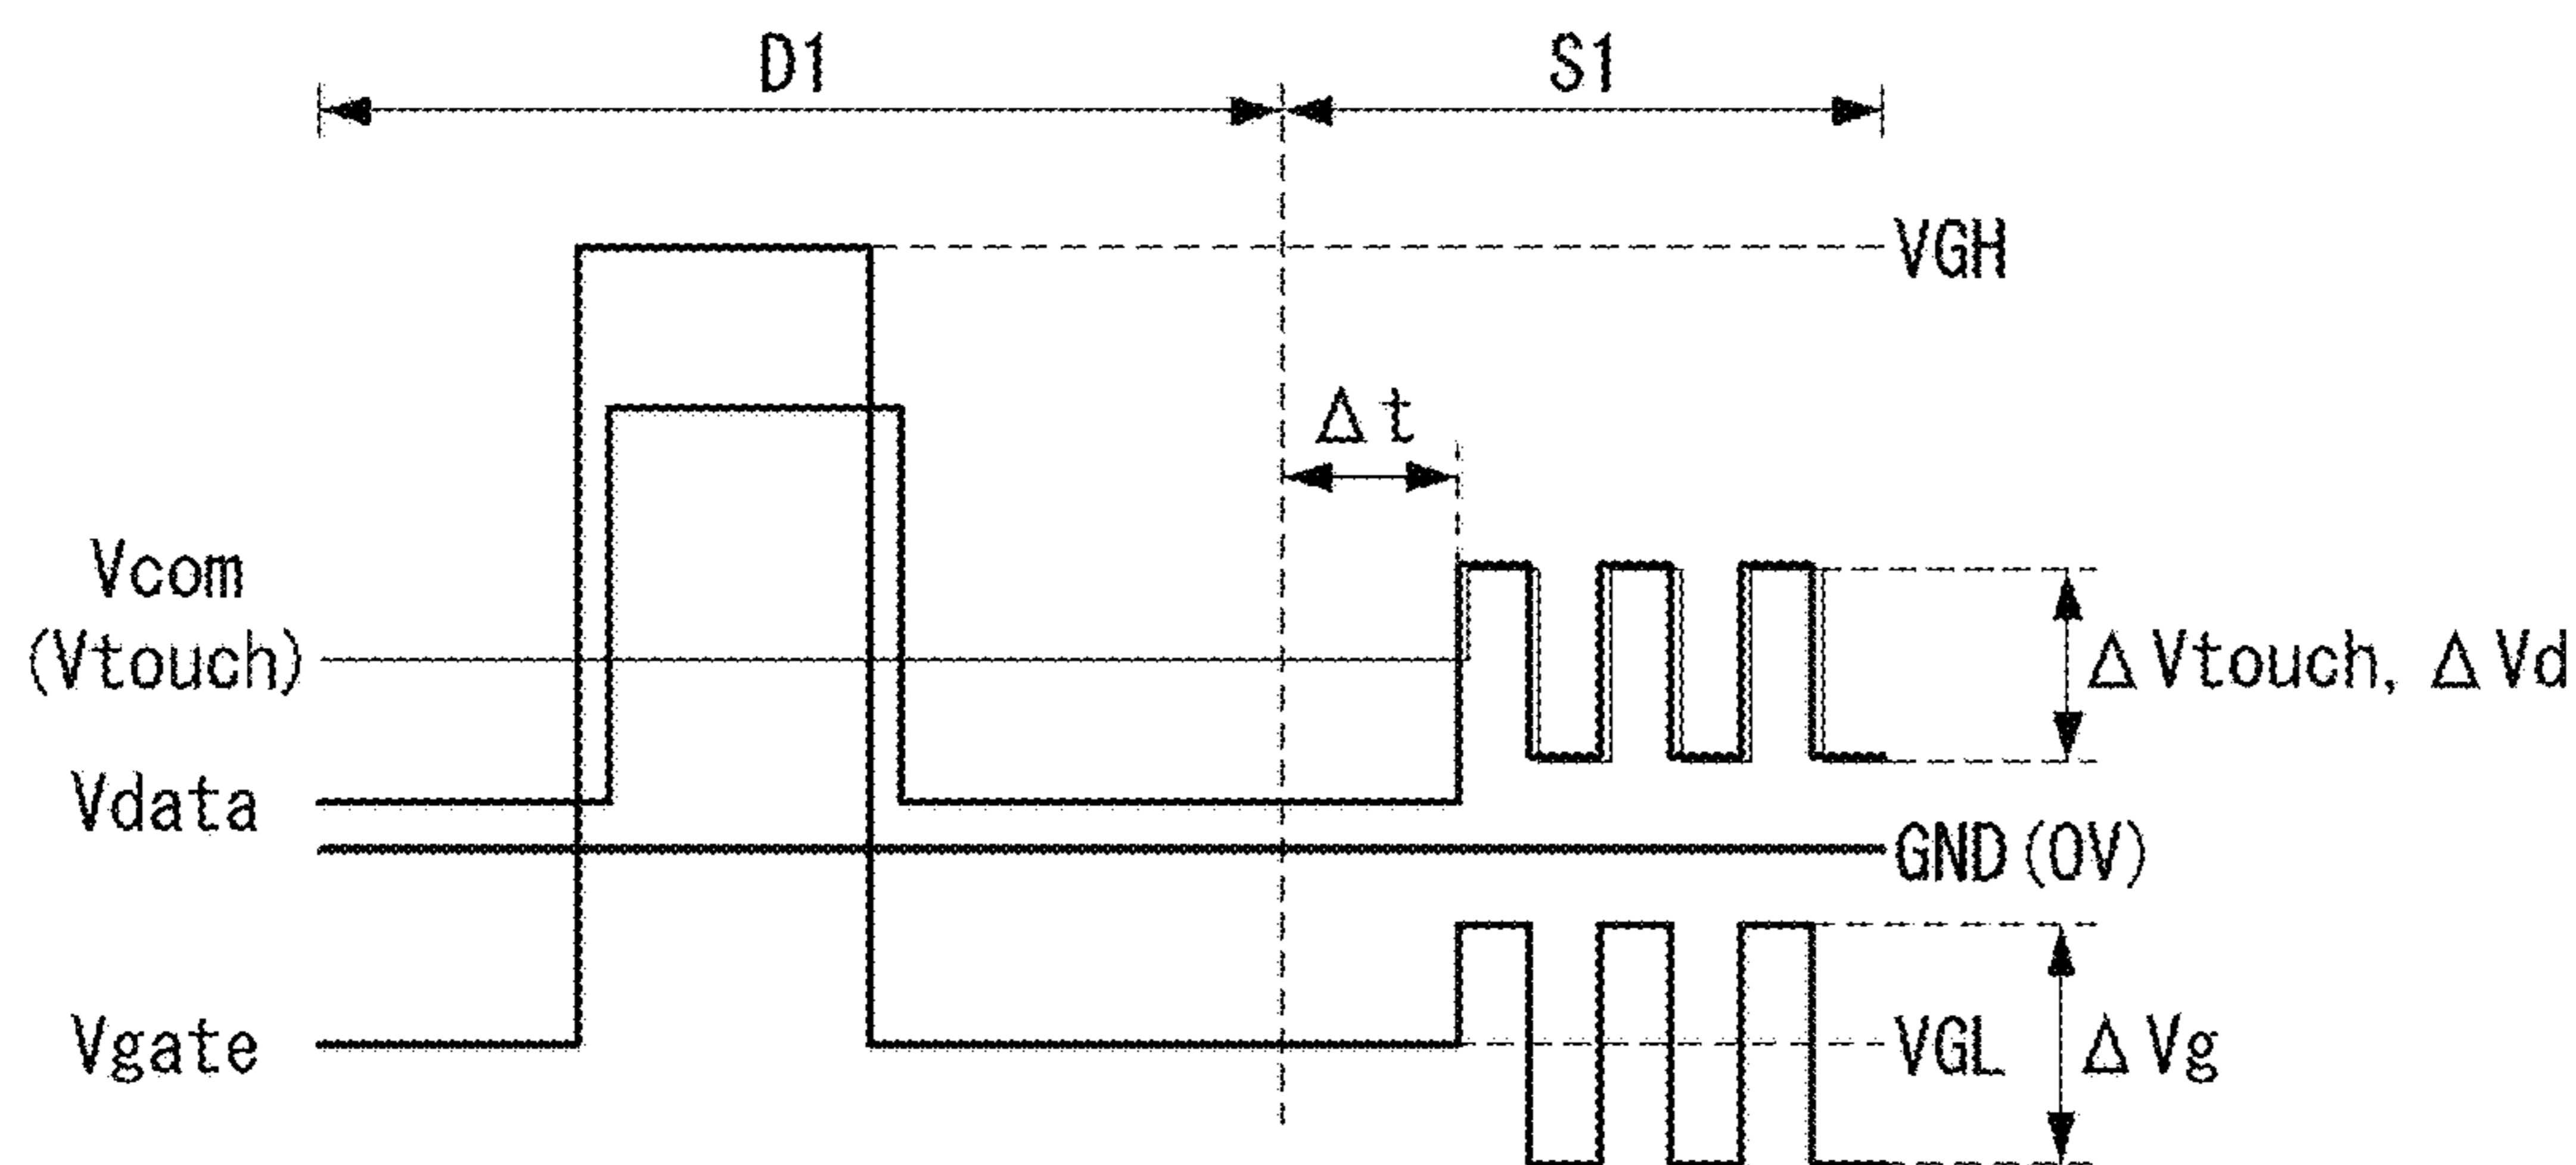 D1 S1
VGH
Δt
Vcom
(Vtouch)
ΔVtouch, ΔVd
Vdata
GND(0V)
Vgate
VGL ΔVg